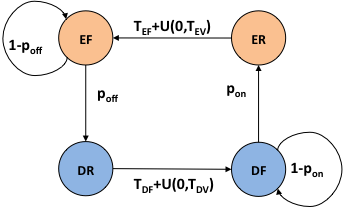 EF
T_EF+U(0,T_EV)
ER
1-p_off
p_off
p_on
DR
T_DF+U(0,T_DV)
DF
1-p_on